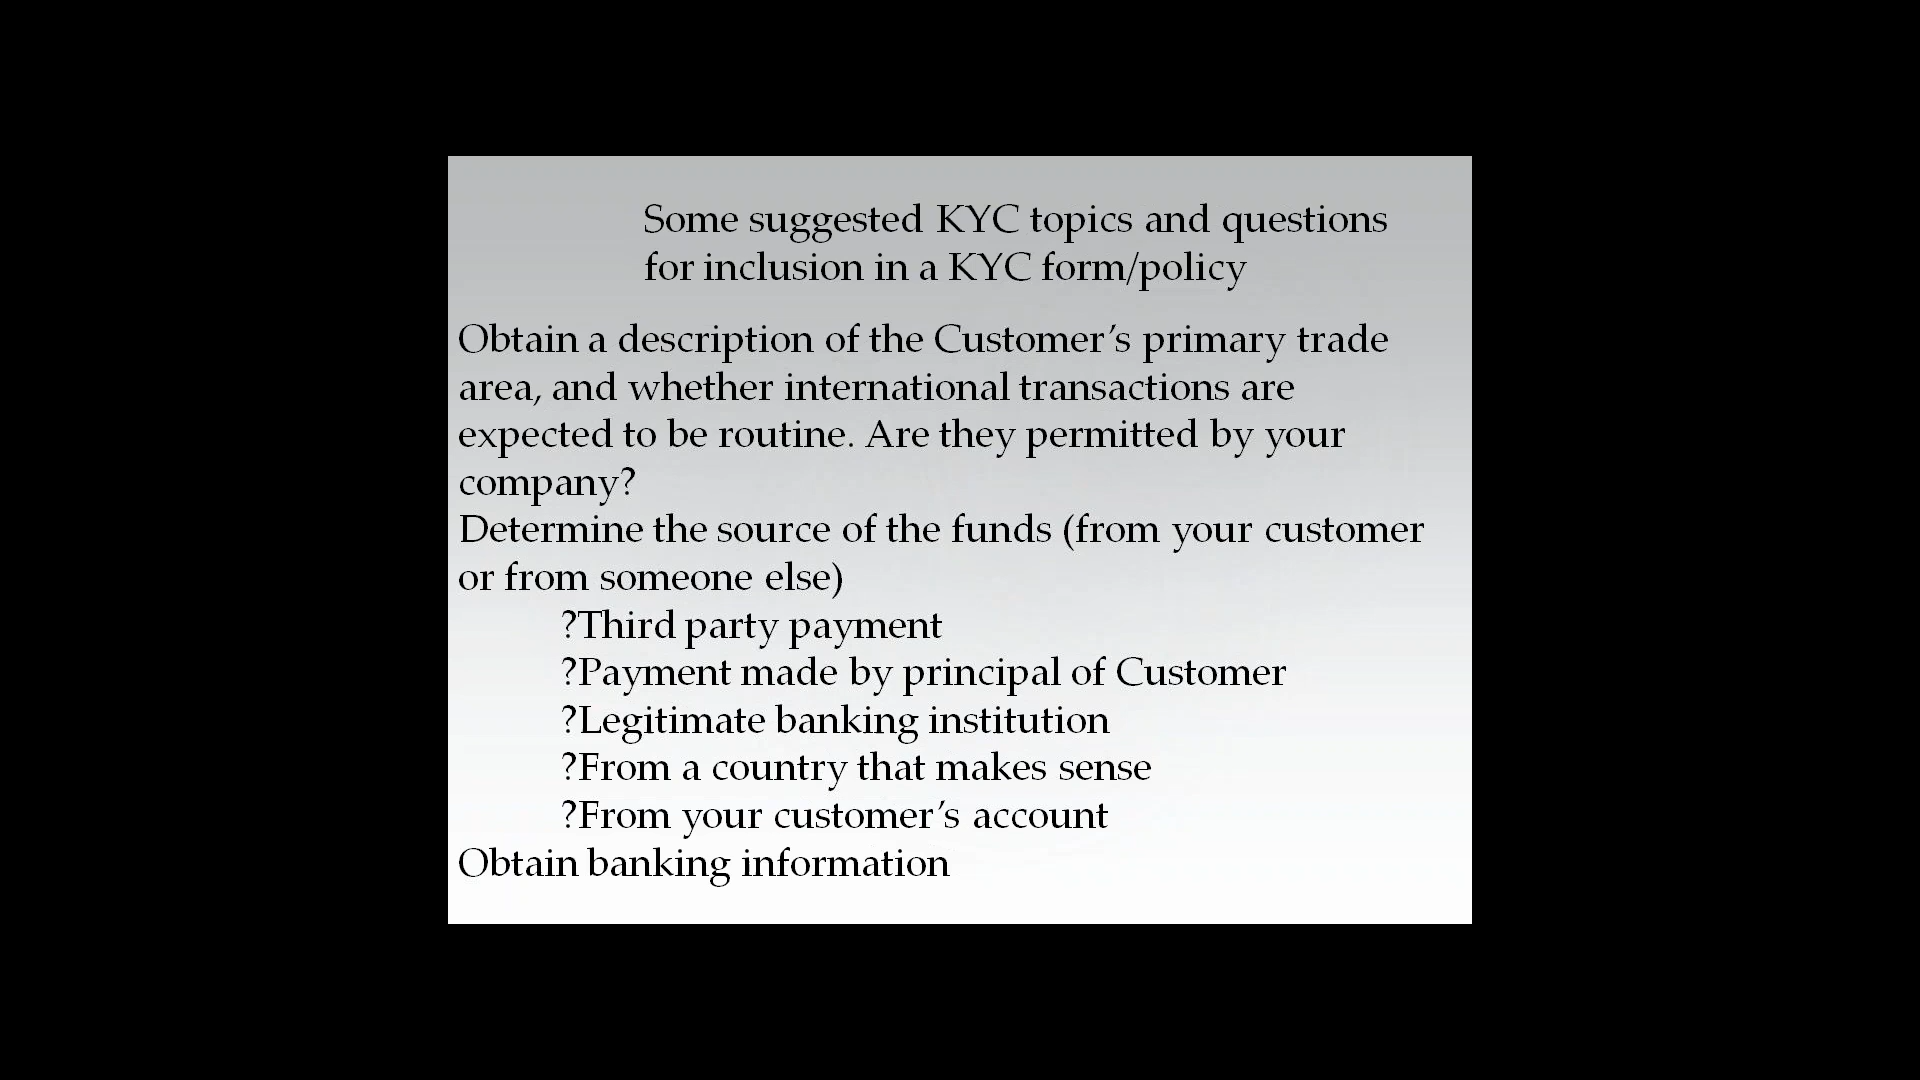 Some suggested KYC topics and questions
for inclusion in a KYC form/policy
Obtain a description of the Customer’s primary trade
area, and whether international transactions are
expected to be routine. Are they permitted by your
company?
Determine the source of the funds (from your customer
or from someone else)
?Third party payment
?Payment made by principal of Customer
?Legitimate banking institution
?From a country that makes sense
?From your customer’s account
Obtain banking information